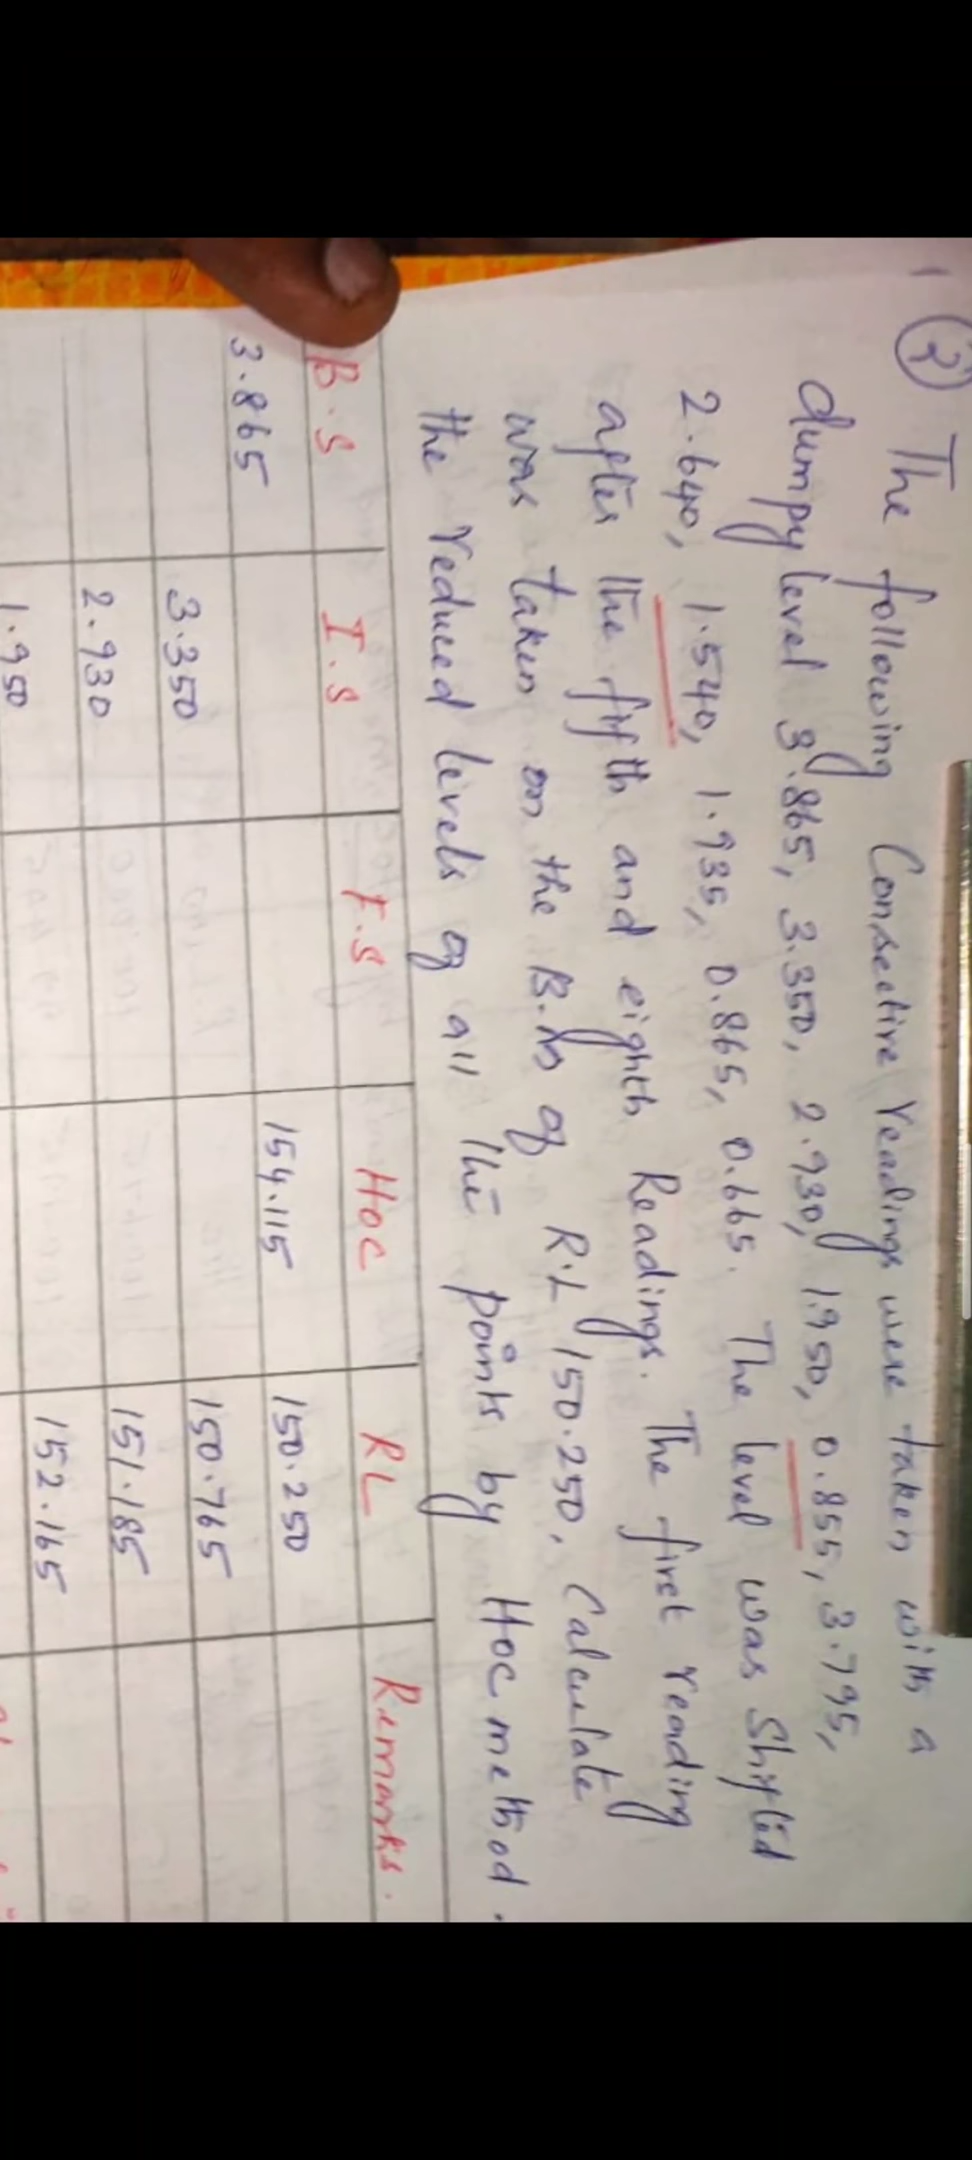 ② The following Consective readings were taken with a
dumpy level 3.865, 3.350, 2.930, 1.950, 0.855, 3.795,
2.640, 1.540, 1.935, 0.865, 0.665. The level was Shifted
after the fifth and eighth Readings. The first reading
was taken on the B.M of R.L 150.250, Calculate
the reduced levels of all the points by Hoc method.
B.S I.S F.S HOC RL Remarks.
3.865 154.115 150.250
3.350 150.765
2.930 151.185
1.950 152.165